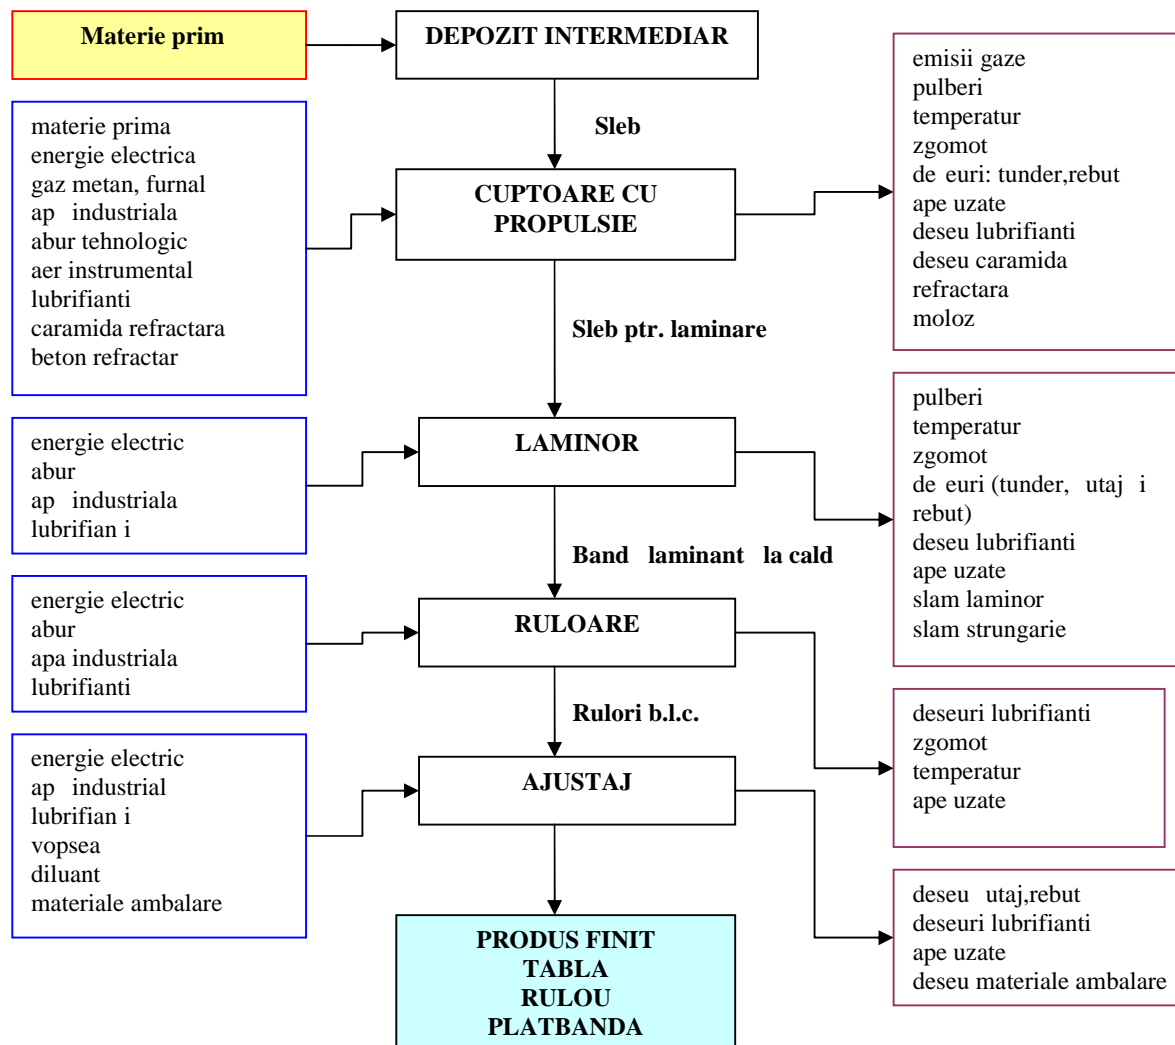 Materie prim
DEPOZIT INTERMEDIAR
Sleb
materie prima
energie electrica
gaz metan, furnal
ap industriala
abur tehnologic
aer instrumental
lubrifianti
caramida refractara
beton refractar
CUPTOARE CU
PROPULSIE
emisii gaze
pulberi
temperatur
zgomot
de euri: tunder,rebut
ape uzate
deseu lubrifianti
deseu caramida
refractara
moloz
Sleb ptr. laminare
energie electric
abur
ap industriala
lubrifian i
LAMINOR
pulberi
temperatur
zgomot
de euri (tunder, utaj i
rebut)
deseu lubrifianti
ape uzate
slam laminor
slam strungarie
Band laminant la cald
energie electric
abur
apa industriala
lubrifianti
RULOARE
deseuri lubrifianti
zgomot
temperatur
ape uzate
Rulori b.l.c.
energie electric
ap industrial
lubrifian i
vopsea
diluant
materiale ambalare
AJUSTAJ
deseu utaj,rebut
deseuri lubrifianti
ape uzate
deseu materiale ambalare
PRODUS FINIT
TABLA
RULOU
PLATBANDA